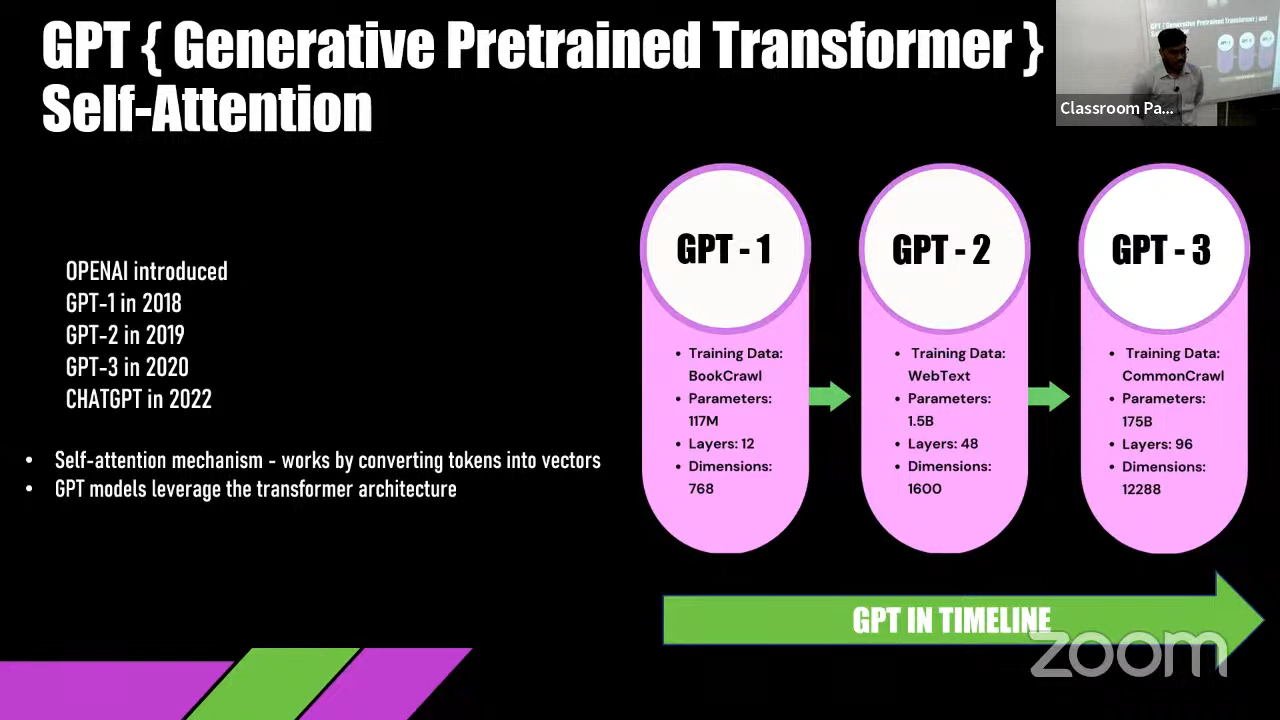 GPT { Generative Pretrained Transformer }
Self-Attention
Classroom Pa...
OPENAI introduced
GPT-1 in 2018
GPT-2 in 2019
GPT-3 in 2020
CHATGPT in 2022
• Self-attention mechanism - works by converting tokens into vectors
• GPT models leverage the transformer architecture
GPT - 1
• Training Data:
BookCrawl
• Parameters:
117M
• Layers: 12
• Dimensions:
768
GPT - 2
• Training Data:
WebText
• Parameters:
1.5B
• Layers: 48
• Dimensions:
1600
GPT - 3
• Training Data:
CommonCrawl
• Parameters:
175B
• Layers: 96
• Dimensions:
12288
GPT IN TIMELINE
zoom